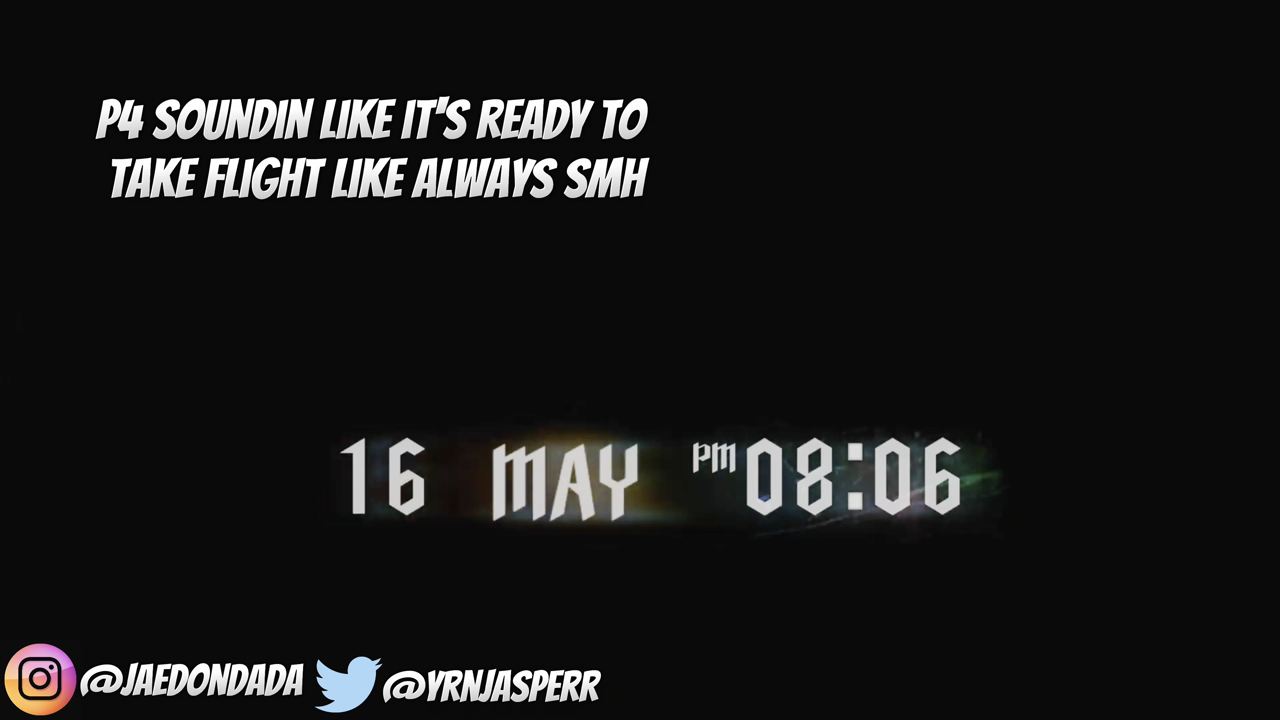 P4 SOUNDIN LIKE IT'S READY TO
TAKE FLIGHT LIKE ALWAYS SMH
16 MAY PM 08:06
@JAEDONDADA @YRNJASPERR